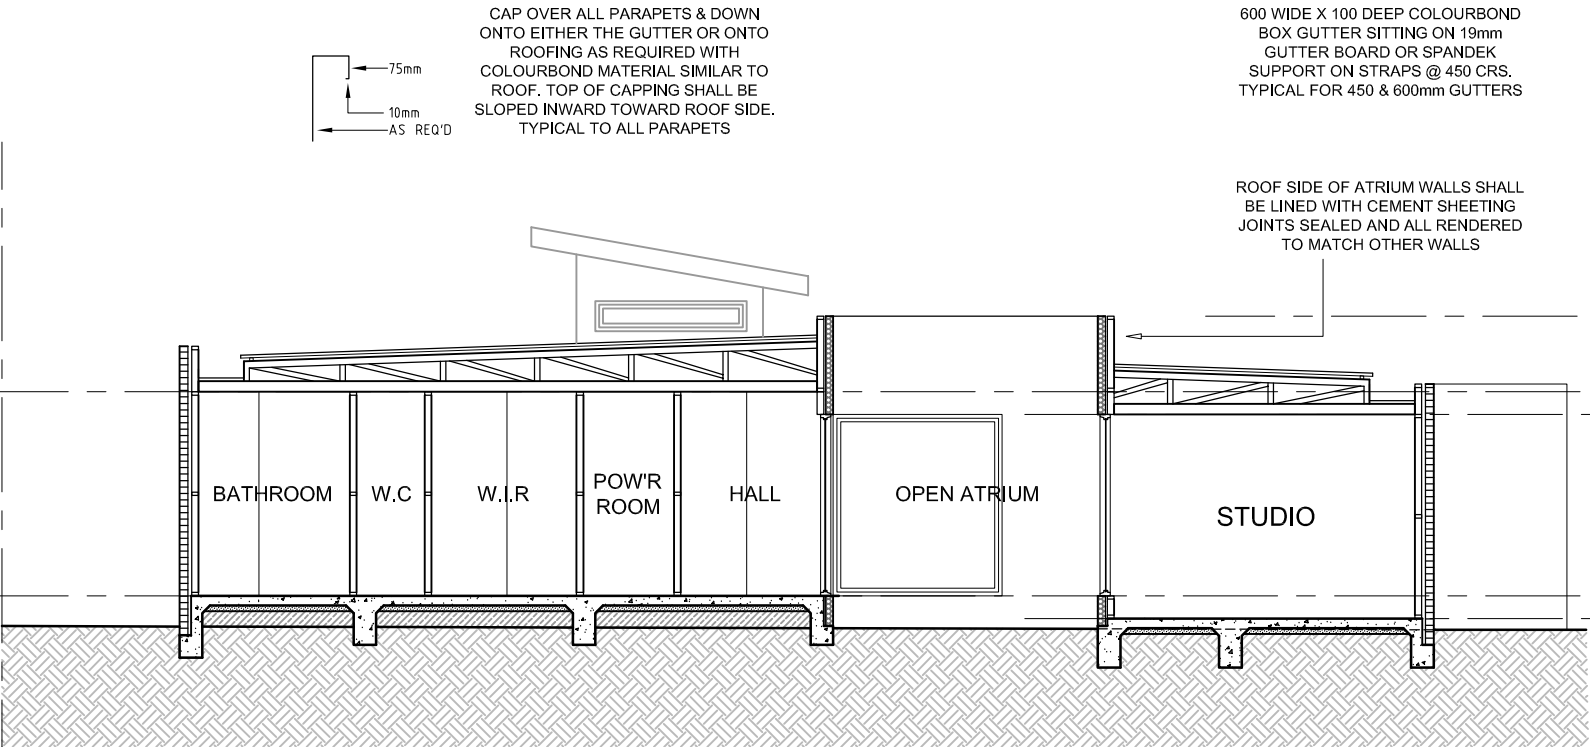 CAP OVER ALL PARAPETS & DOWN
ONTO EITHER THE GUTTER OR ONTO
ROOFING AS REQUIRED WITH
COLOURBOND MATERIAL SIMILAR TO
ROOF. TOP OF CAPPING SHALL BE
SLOPED INWARD TOWARD ROOF SIDE.
TYPICAL TO ALL PARAPETS
75mm
10mm
AS REQ'D
600 WIDE X 100 DEEP COLOURBOND
BOX GUTTER SITTING ON 19mm
GUTTER BOARD OR SPANDEK
SUPPORT ON STRAPS @ 450 CRS.
TYPICAL FOR 450 & 600mm GUTTERS
ROOF SIDE OF ATRIUM WALLS SHALL
BE LINED WITH CEMENT SHEETING
JOINTS SEALED AND ALL RENDERED
TO MATCH OTHER WALLS
BATHROOM
W.C
W.I.R
POW'R
ROOM
HALL
OPEN ATRIUM
STUDIO